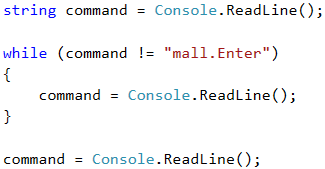 string command = Console.ReadLine();
while (command != "mall.Enter")
{
    command = Console.ReadLine();
}
command = Console.ReadLine();